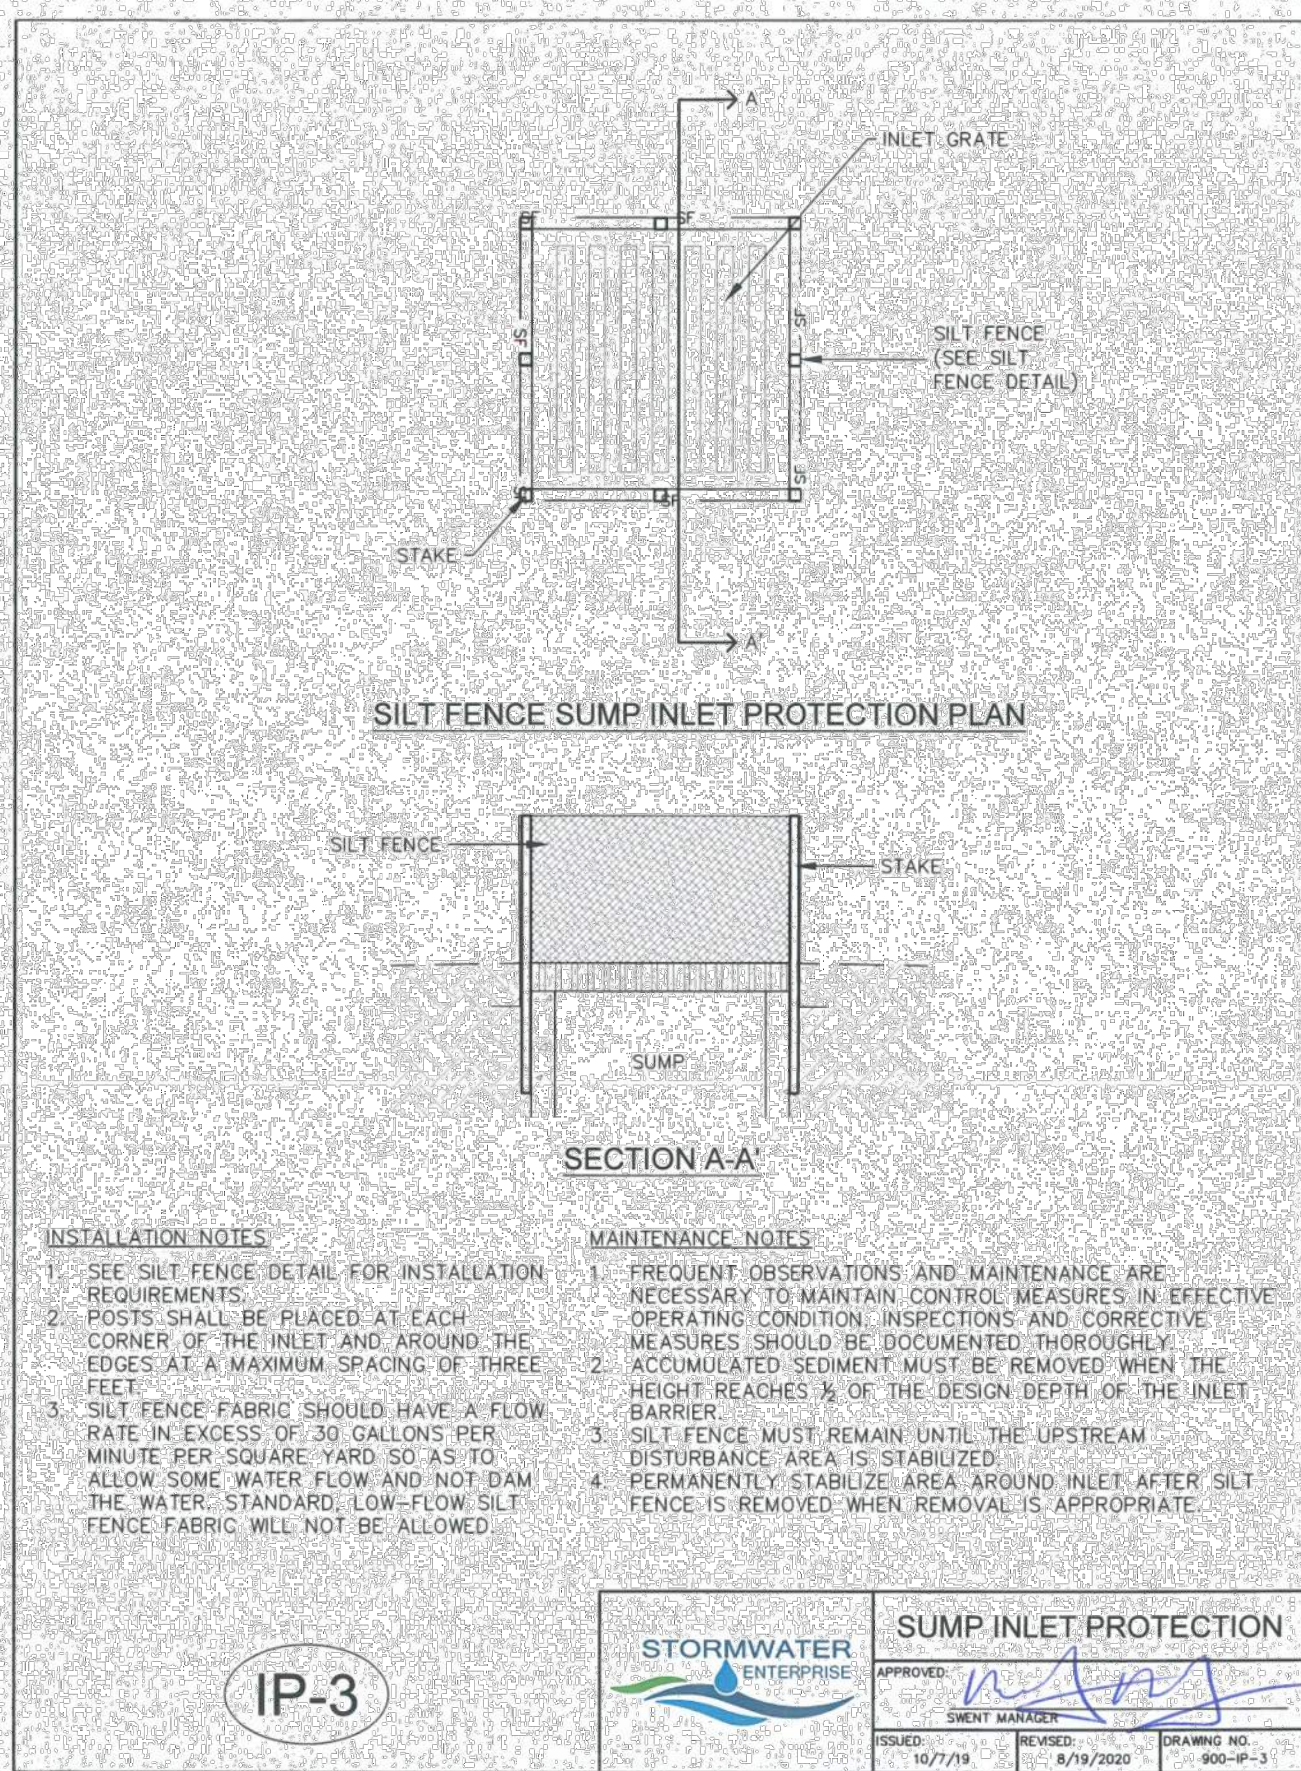 A
INLET GRATE
SF
SF
SF
SF
SILT FENCE
(SEE SILT
FENCE DETAIL)
SF
SF
SF
STAKE
A'
SILT FENCE SUMP INLET PROTECTION PLAN
SILT FENCE
STAKE
SUMP
SECTION A-A'
INSTALLATION NOTES
1. SEE SILT FENCE DETAIL FOR INSTALLATION
REQUIREMENTS.
2. POSTS SHALL BE PLACED AT EACH
CORNER OF THE INLET AND AROUND THE
EDGES AT A MAXIMUM SPACING OF THREE
FEET.
3. SILT FENCE FABRIC SHOULD HAVE A FLOW
RATE IN EXCESS OF 30 GALLONS PER
MINUTE PER SQUARE YARD SO AS TO
ALLOW SOME WATER FLOW AND NOT DAM
THE WATER. STANDARD, LOW-FLOW SILT
FENCE FABRIC WILL NOT BE ALLOWED.
MAINTENANCE NOTES
1. FREQUENT OBSERVATIONS AND MAINTENANCE ARE
NECESSARY TO MAINTAIN CONTROL MEASURES IN EFFECTIVE
OPERATING CONDITION. INSPECTIONS AND CORRECTIVE
MEASURES SHOULD BE DOCUMENTED THOROUGHLY.
2. ACCUMULATED SEDIMENT MUST BE REMOVED WHEN THE
HEIGHT REACHES ½ OF THE DESIGN DEPTH OF THE INLET
BARRIER.
3. SILT FENCE MUST REMAIN UNTIL THE UPSTREAM
DISTURBANCE AREA IS STABILIZED.
4. PERMANENTLY STABILIZE AREA AROUND INLET AFTER SILT
FENCE IS REMOVED WHEN REMOVAL IS APPROPRIATE.
IP-3
STORMWATER
ENTERPRISE
SUMP INLET PROTECTION
APPROVED:
SWENT MANAGER
ISSUED:
10/7/19
REVISED:
8/19/2020
DRAWING NO.
900-IP-3